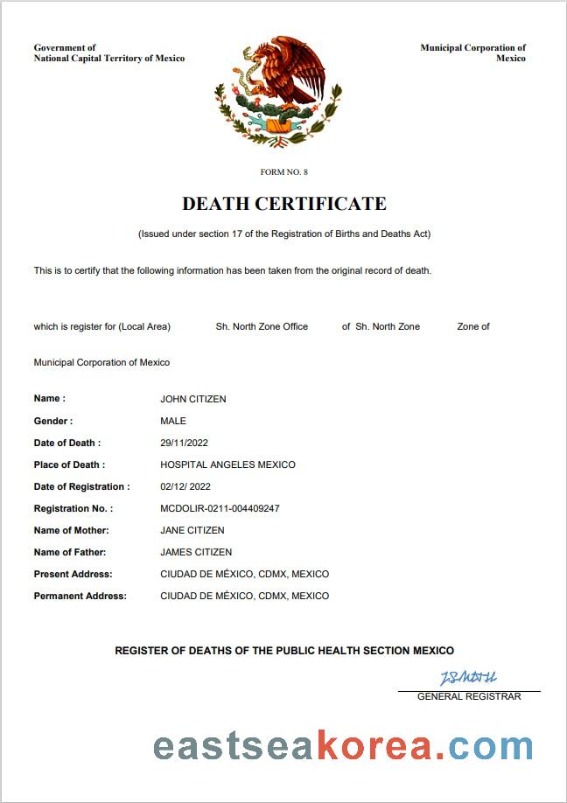 Government of
National Capital Territory of Mexico
Municipal Corporation of
Mexico
FORM NO. 8
DEATH CERTIFICATE
(Issued under section 17 of the Registration of Births and Deaths Act)
This is to certify that the following information has been taken from the original record of death.
which is register for (Local Area) Sh. North Zone Office of Sh. North Zone Zone of
Municipal Corporation of Mexico
Name : JOHN CITIZEN
Gender : MALE
Date of Death : 29/11/2022
Place of Death : HOSPITAL ANGELES MEXICO
Date of Registration : 02/12/ 2022
Registration No. : MCDOLIR-0211-004409247
Name of Mother: JANE CITIZEN
Name of Father: JAMES CITIZEN
Present Address: CIUDAD DE MÉXICO, CDMX, MEXICO
Permanent Address: CIUDAD DE MÉXICO, CDMX, MEXICO
REGISTER OF DEATHS OF THE PUBLIC HEALTH SECTION MEXICO
GENERAL REGISTRAR
eastseakorea.com